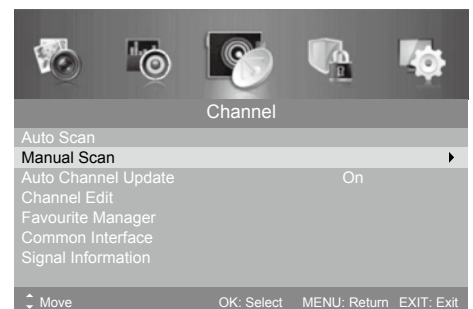 Channel
Auto Scan
Manual Scan
Auto Channel Update On
Channel Edit
Favourite Manager
Common Interface
Signal Information
Move OK: Select MENU: Return EXIT: Exit